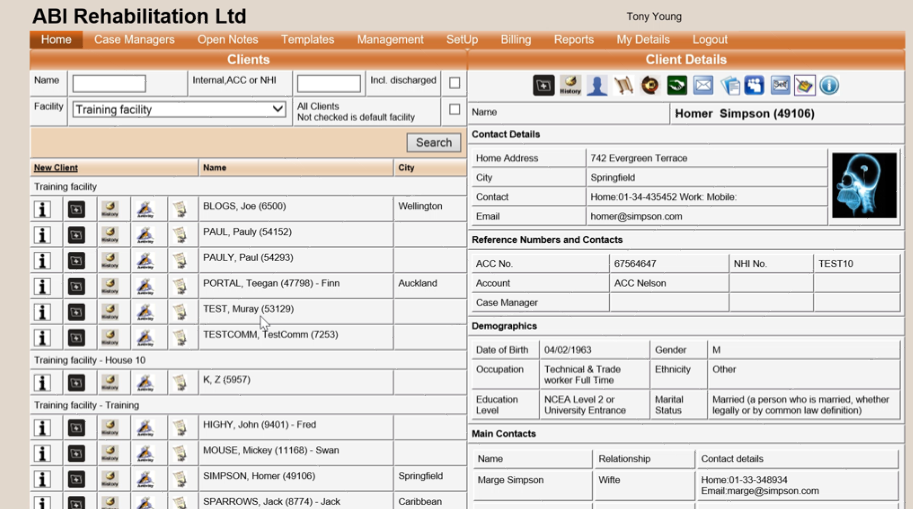 ABI Rehabilitation Ltd
Tony Young
Home Case Managers Open Notes Templates Management SetUp Billing Reports My Details Logout
Clients
Name Internal,ACC or NHI Incl. discharged
Facility Training facility All Clients
Not checked is default facility
Search
New Client Name City
Training facility
BLOGS, Joe (6500) Wellington
PAUL, Pauly (54152)
PAULY, Paul (54293)
PORTAL, Teegan (47798) - Finn Auckland
TEST, Muray (53129)
TESTCOMM, TestComm (7253)
Training facility - House 10
K, Z (5957)
Training facility - Training
HIGHY, John (9401) - Fred
MOUSE, Mickey (11168) - Swan
SIMPSON, Homer (49106) Springfield
SPARROWS, Jack (8774) - Jack Caribbean
Client Details
History
Name Homer Simpson (49106)
Contact Details
Home Address 742 Evergreen Terrace
City Springfield
Contact Home:01-34-435452 Work: Mobile:
Email homer@simpson.com
Reference Numbers and Contacts
ACC No. 67564647 NHI No. TEST10
Account ACC Nelson
Case Manager
Demographics
Date of Birth 04/02/1963 Gender M
Occupation Technical & Trade worker Full Time Ethnicity Other
Education Level NCEA Level 2 or University Entrance Marital Status Married (a person who is married, whether legally or by common law definition)
Main Contacts
Name Relationship Contact details
Marge Simpson Wifte Home:01-33-348934
Email:marge@simpson.com